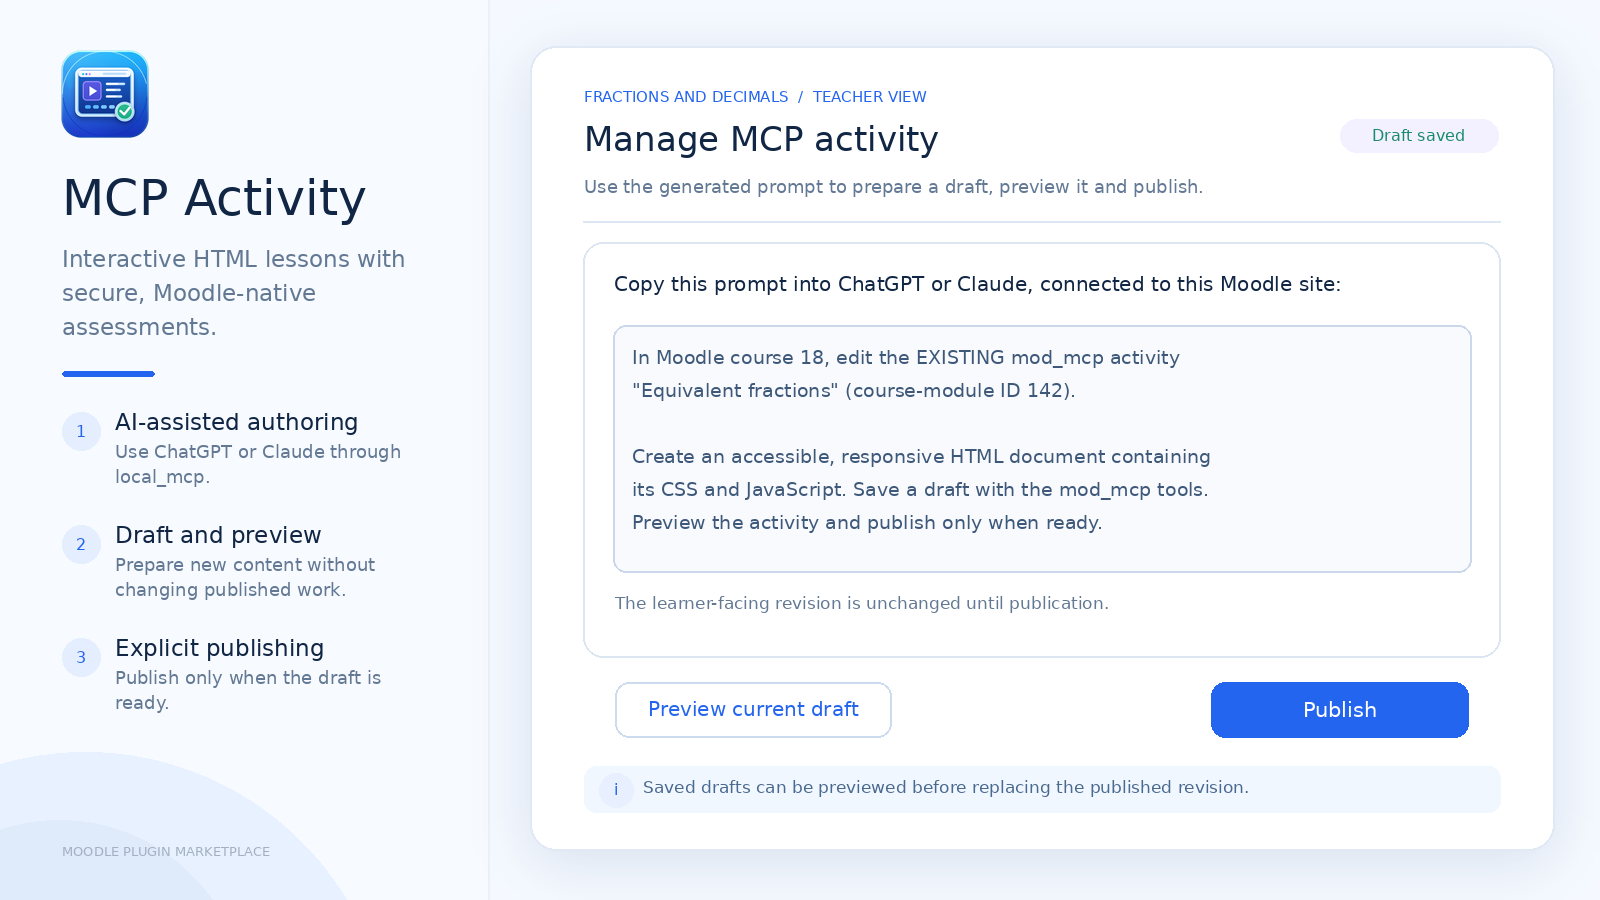 MCP Activity
Interactive HTML lessons with
secure, Moodle-native
assessments.
1
AI-assisted authoring
Use ChatGPT or Claude through
local_mcp.
2
Draft and preview
Prepare new content without
changing published work.
3
Explicit publishing
Publish only when the draft is
ready.
MOODLE PLUGIN MARKETPLACE
FRACTIONS AND DECIMALS / TEACHER VIEW
Manage MCP activity
Draft saved
Use the generated prompt to prepare a draft, preview it and publish.
Copy this prompt into ChatGPT or Claude, connected to this Moodle site:
In Moodle course 18, edit the EXISTING mod_mcp activity
"Equivalent fractions" (course-module ID 142).
Create an accessible, responsive HTML document containing
its CSS and JavaScript. Save a draft with the mod_mcp tools.
Preview the activity and publish only when ready.
The learner-facing revision is unchanged until publication.
Preview current draft
Publish
i
Saved drafts can be previewed before replacing the published revision.